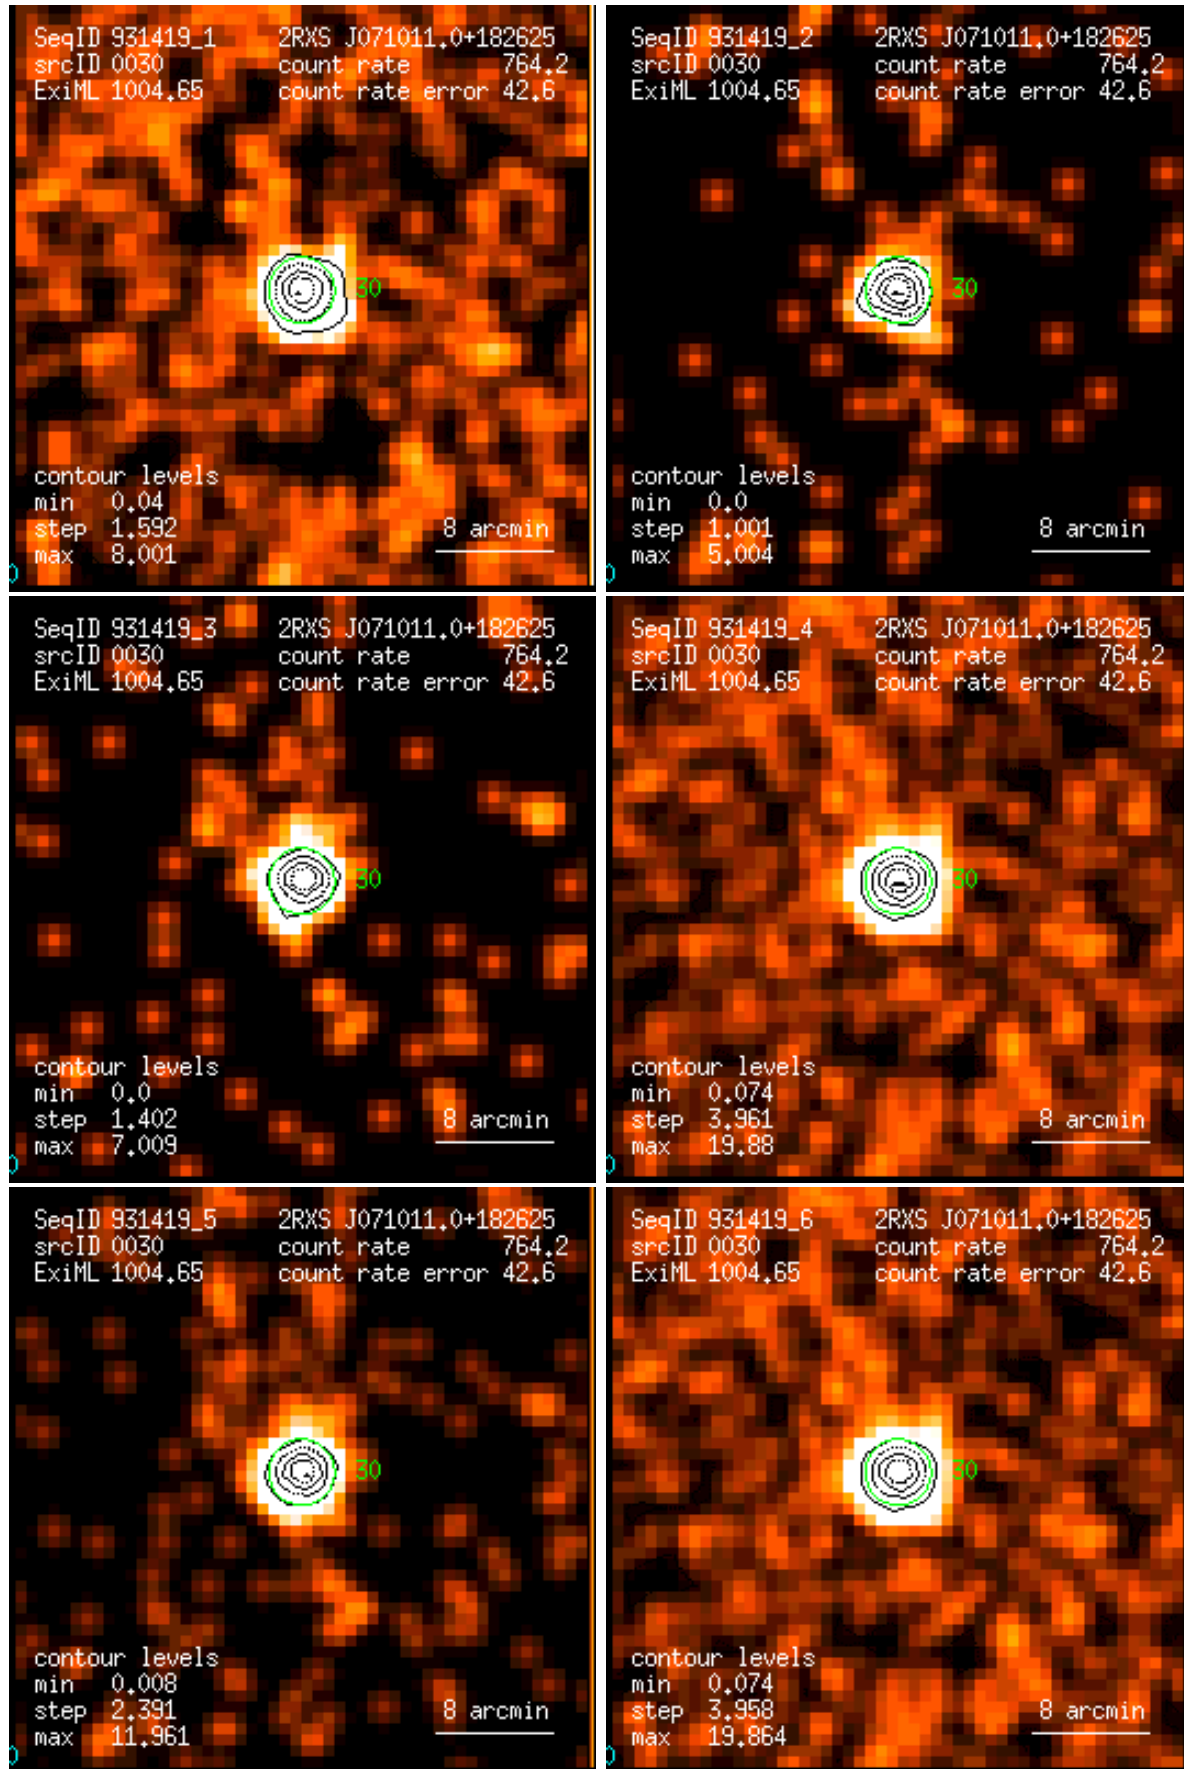 SeqID 931419_1 2RXS J071011.0+182625
srcID 0030 count rate 764.2
ExiML 1004.65 count rate error 42.6
30
contour levels
min 0.04
step 1.592 8 arcmin
max 8.001
0
SeqID 931419_2 2RXS J071011.0+182625
srcID 0030 count rate 764.2
ExiML 1004.65 count rate error 42.6
30
contour levels
min 0.0
step 1.001 8 arcmin
max 5.004
0
SeqID 931419_3 2RXS J071011.0+182625
srcID 0030 count rate 764.2
ExiML 1004.65 count rate error 42.6
30
contour levels
min 0.0
step 1.402 8 arcmin
max 7.009
0
SeqID 931419_4 2RXS J071011.0+182625
srcID 0030 count rate 764.2
ExiML 1004.65 count rate error 42.6
30
contour levels
min 0.074
step 3.961 8 arcmin
max 19.88
0
SeqID 931419_5 2RXS J071011.0+182625
srcID 0030 count rate 764.2
ExiML 1004.65 count rate error 42.6
30
contour levels
min 0.008
step 2.391 8 arcmin
max 11.961
0
SeqID 931419_6 2RXS J071011.0+182625
srcID 0030 count rate 764.2
ExiML 1004.65 count rate error 42.6
30
contour levels
min 0.074
step 3.958 8 arcmin
max 19.864
0